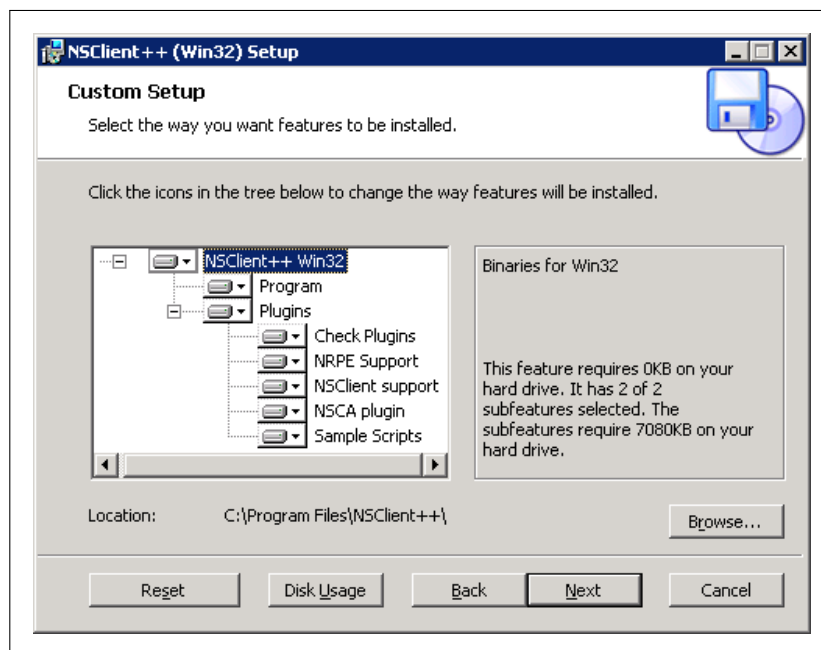 NSClient++ (Win32) Setup
Custom Setup
Select the way you want features to be installed.
Click the icons in the tree below to change the way features will be installed.
NSClient++ Win32
Program
Plugins
Check Plugins
NRPE Support
NSClient support
NSCA plugin
Sample Scripts
Binaries for Win32
This feature requires 0KB on your
hard drive. It has 2 of 2
subfeatures selected. The
subfeatures require 7080KB on your
hard drive.
Location: C:\Program Files\NSClient++\
Browse...
Reset Disk Usage Back Next Cancel